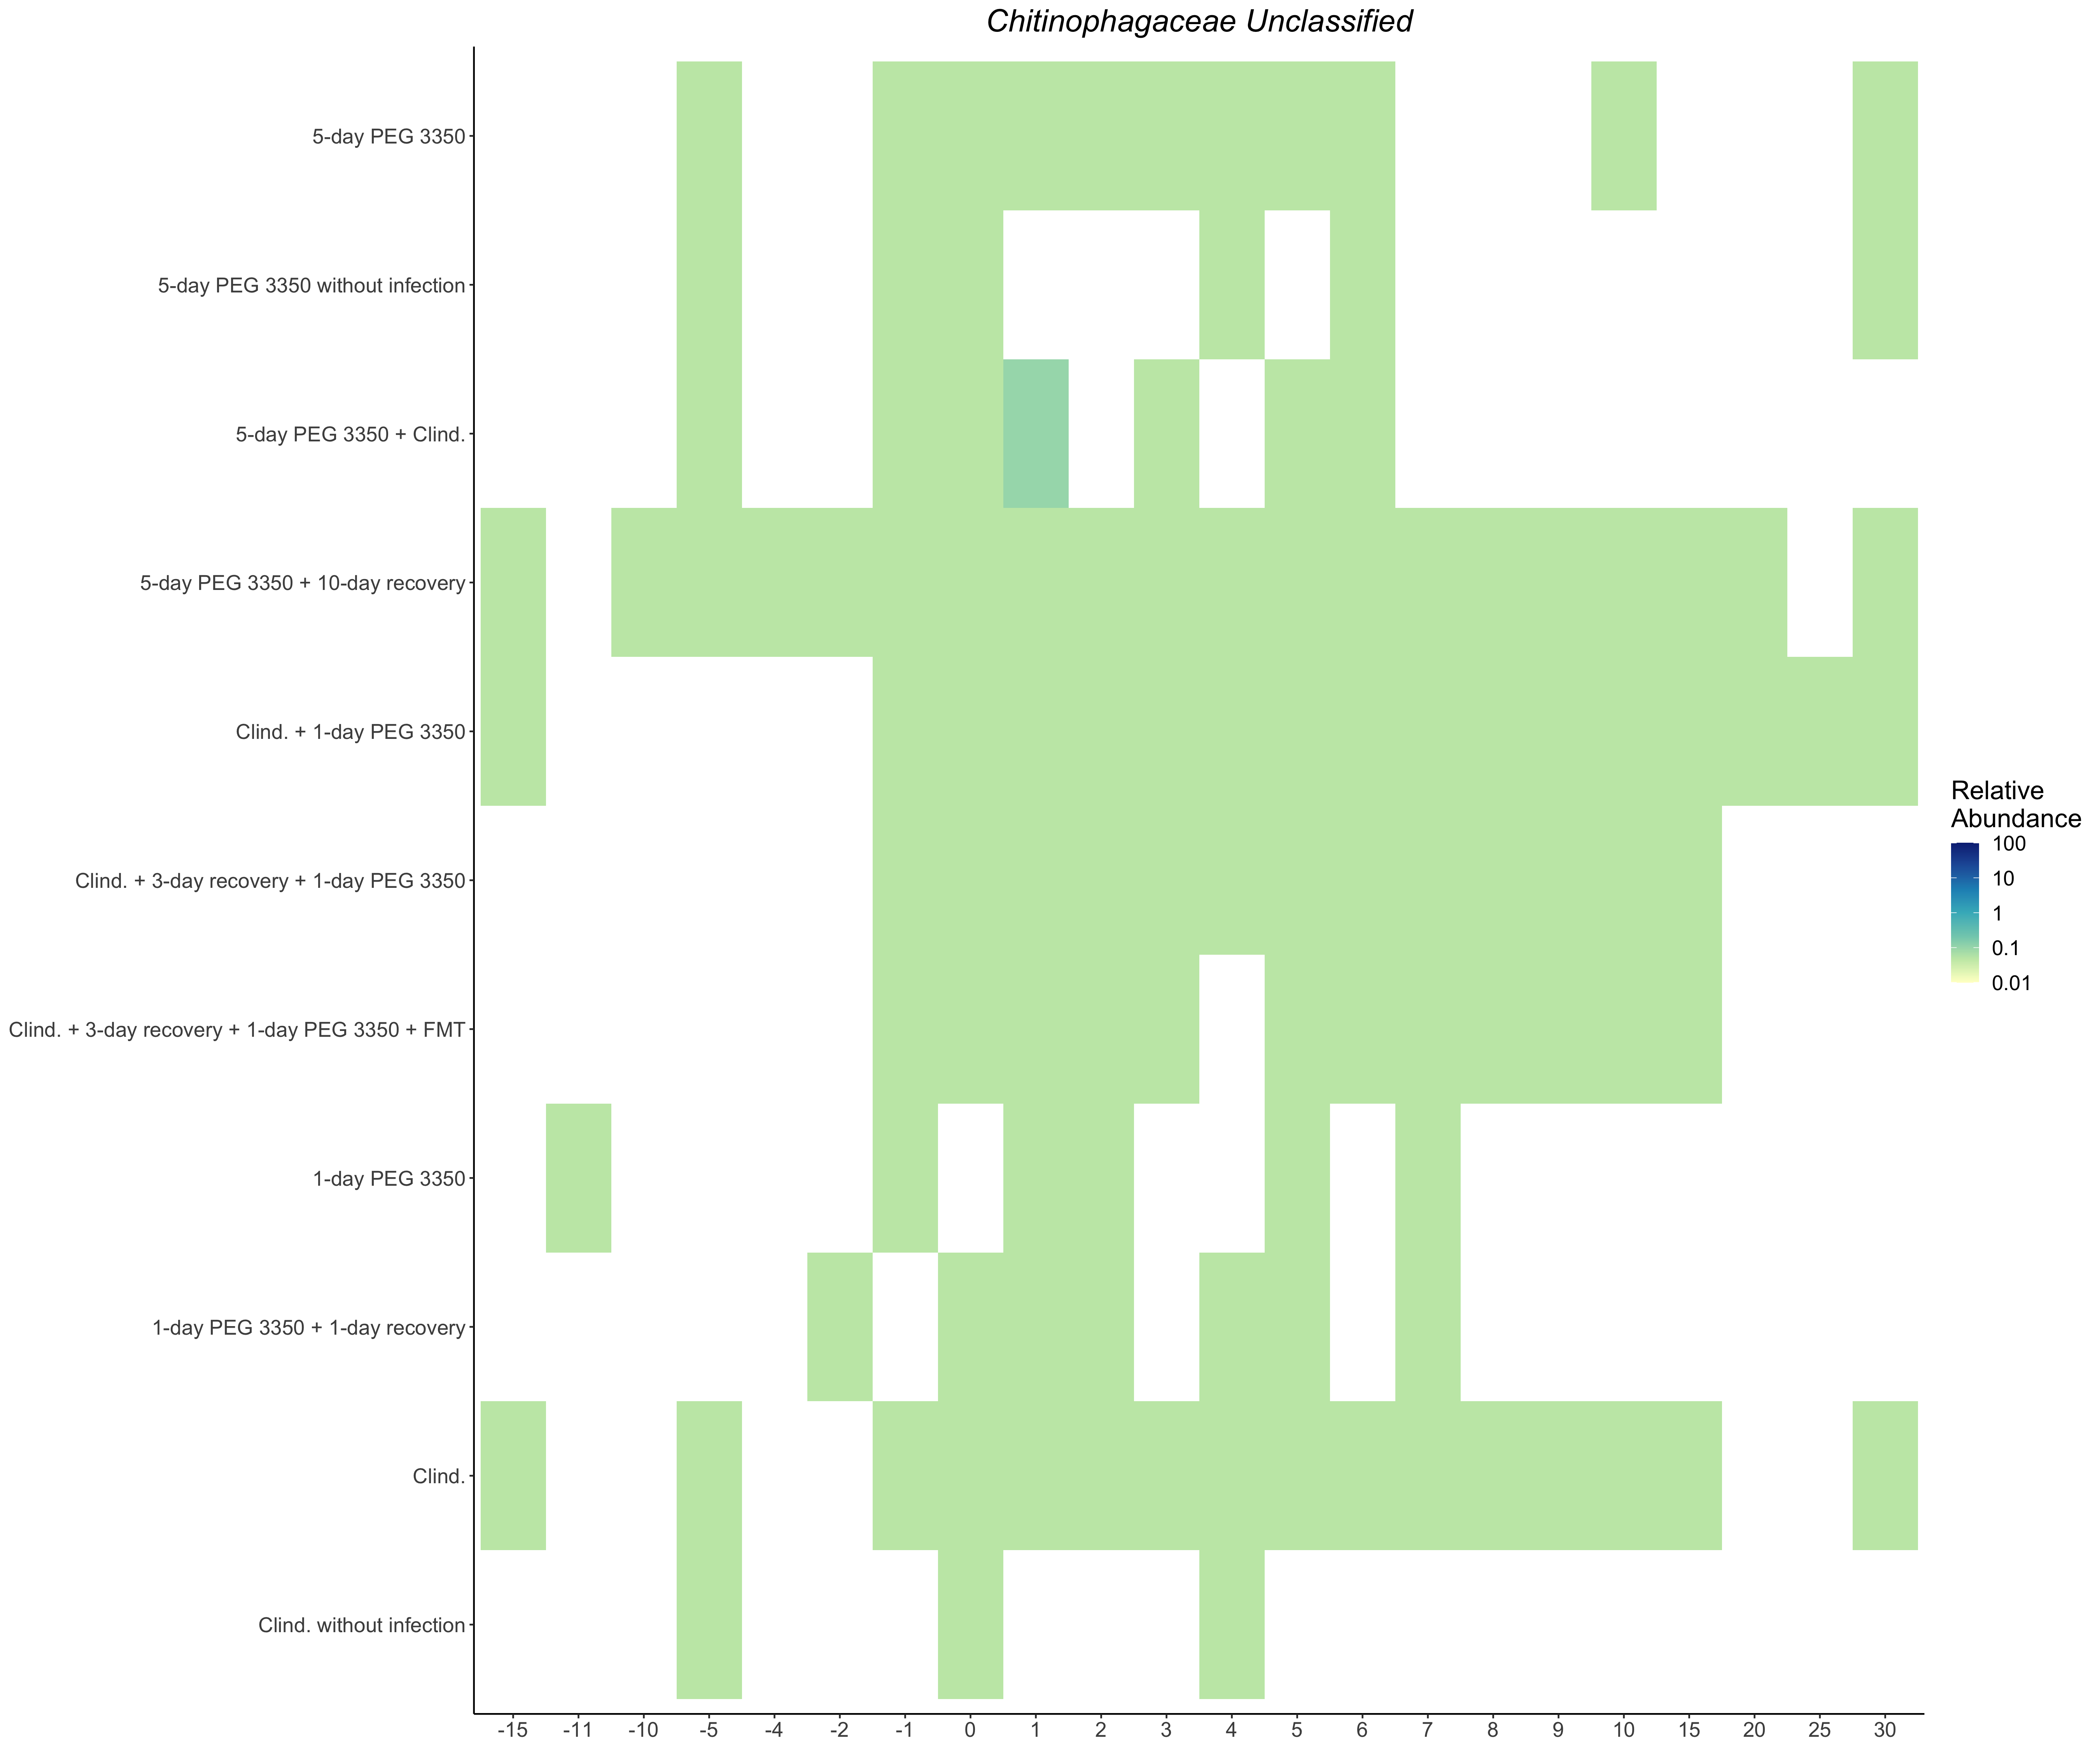 Chitinophagaceae Unclassified
5-day PEG 3350
5-day PEG 3350 without infection
5-day PEG 3350 + Clind.
5-day PEG 3350 + 10-day recovery
Clind. + 1-day PEG 3350
Clind. + 3-day recovery + 1-day PEG 3350
Clind. + 3-day recovery + 1-day PEG 3350 + FMT
1-day PEG 3350
1-day PEG 3350 + 1-day recovery
Clind.
Clind. without infection
-15 -11 -10 -5 -4 -2 -1 0 1 2 3 4 5 6 7 8 9 10 15 20 25 30
Relative
Abundance
100
10
1
0.1
0.01